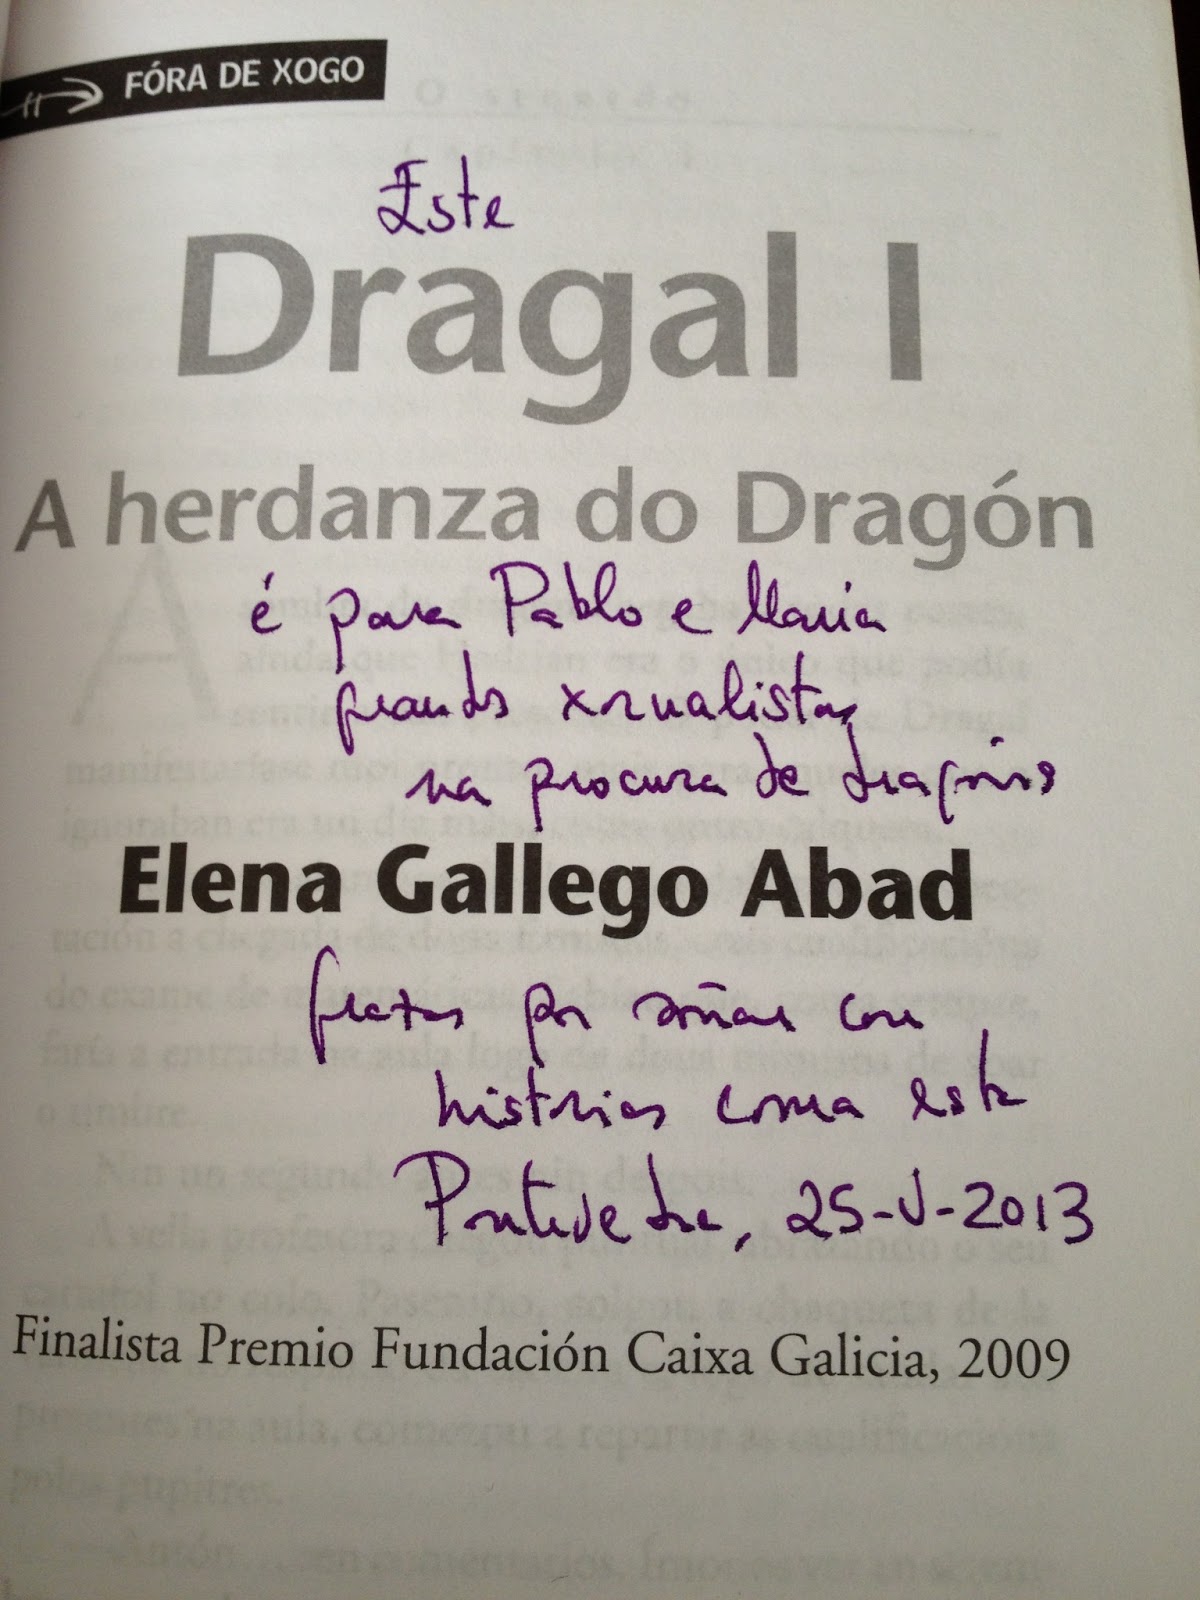 FÓRA DE XOGO
Este
Dragal I
A herdanza do Dragón
é para Pablo e María
grandes xornalistas
na procura de dragóns
Elena Gallego Abad
grazas por soñar con
historias coma esta
Pontevedra, 25-V-2013
Finalista Premio Fundación Caixa Galicia, 2009